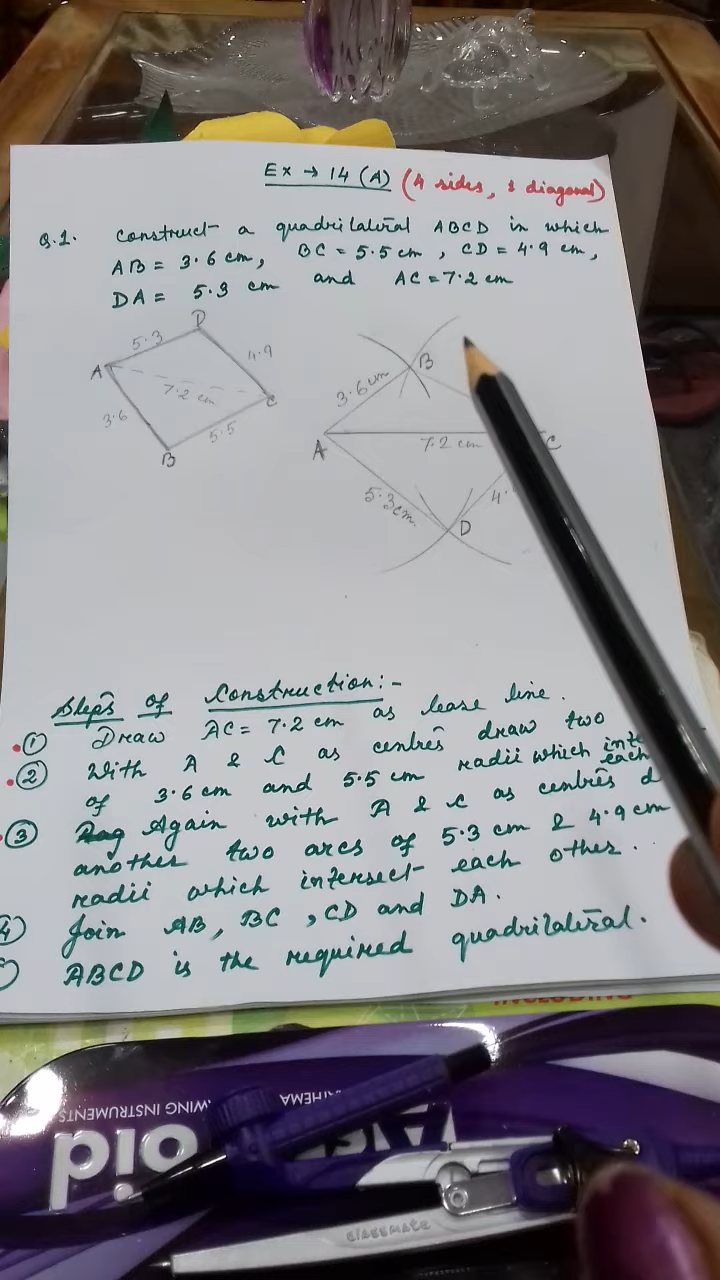 Ex → 14 (A) (4 sides, 1 diagonal)
Q.1. Construct a quadrilateral ABCD in which
AB = 3.6 cm, BC = 5.5 cm, CD = 4.9 cm,
DA = 5.3 cm and AC = 7.2 cm
D
5.3
4.9
A
7.2 cm
C
3.6
5.5
B
B
3.6 cm
A
7.2 cm
C
5.3 cm.
4.
D
Steps of Construction:-
① Draw AC = 7.2 cm as base line.
② With A & C as centres draw two
of 3.6 cm and 5.5 cm radii which
each
③ Again with A & C as centres
another two arcs of 5.3 cm & 4.9 cm
radii which intersect each other.
④ Join AB, BC, CD and DA.
ABCD is the required quadrilateral.
INCLUDING
WING INSTRUMENTS
oid
classmate